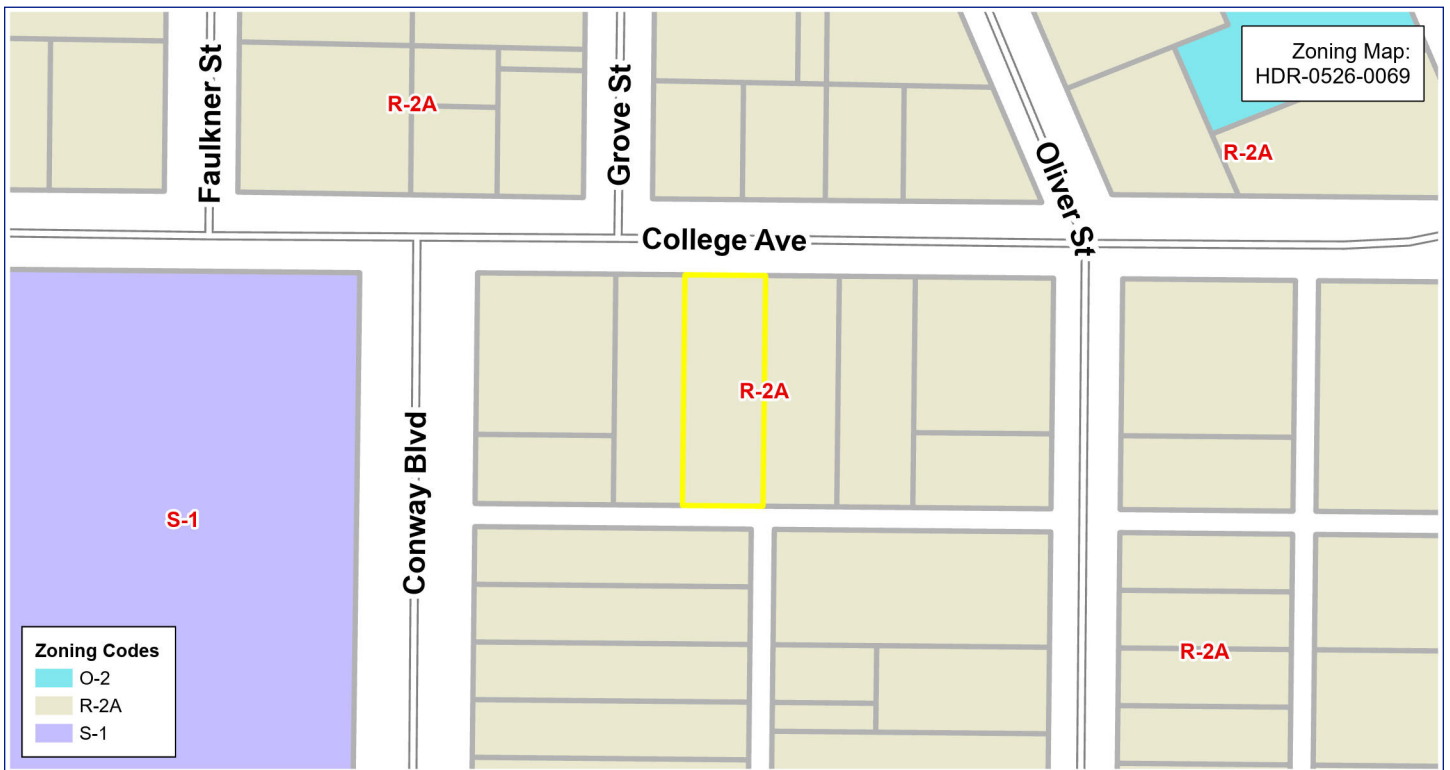 Zoning Map:
HDR-0526-0069
Faulkner St
R-2A
Grove St
Oliver St
R-2A
College Ave
R-2A
Conway Blvd
S-1
R-2A
Zoning Codes
O-2
R-2A
S-1